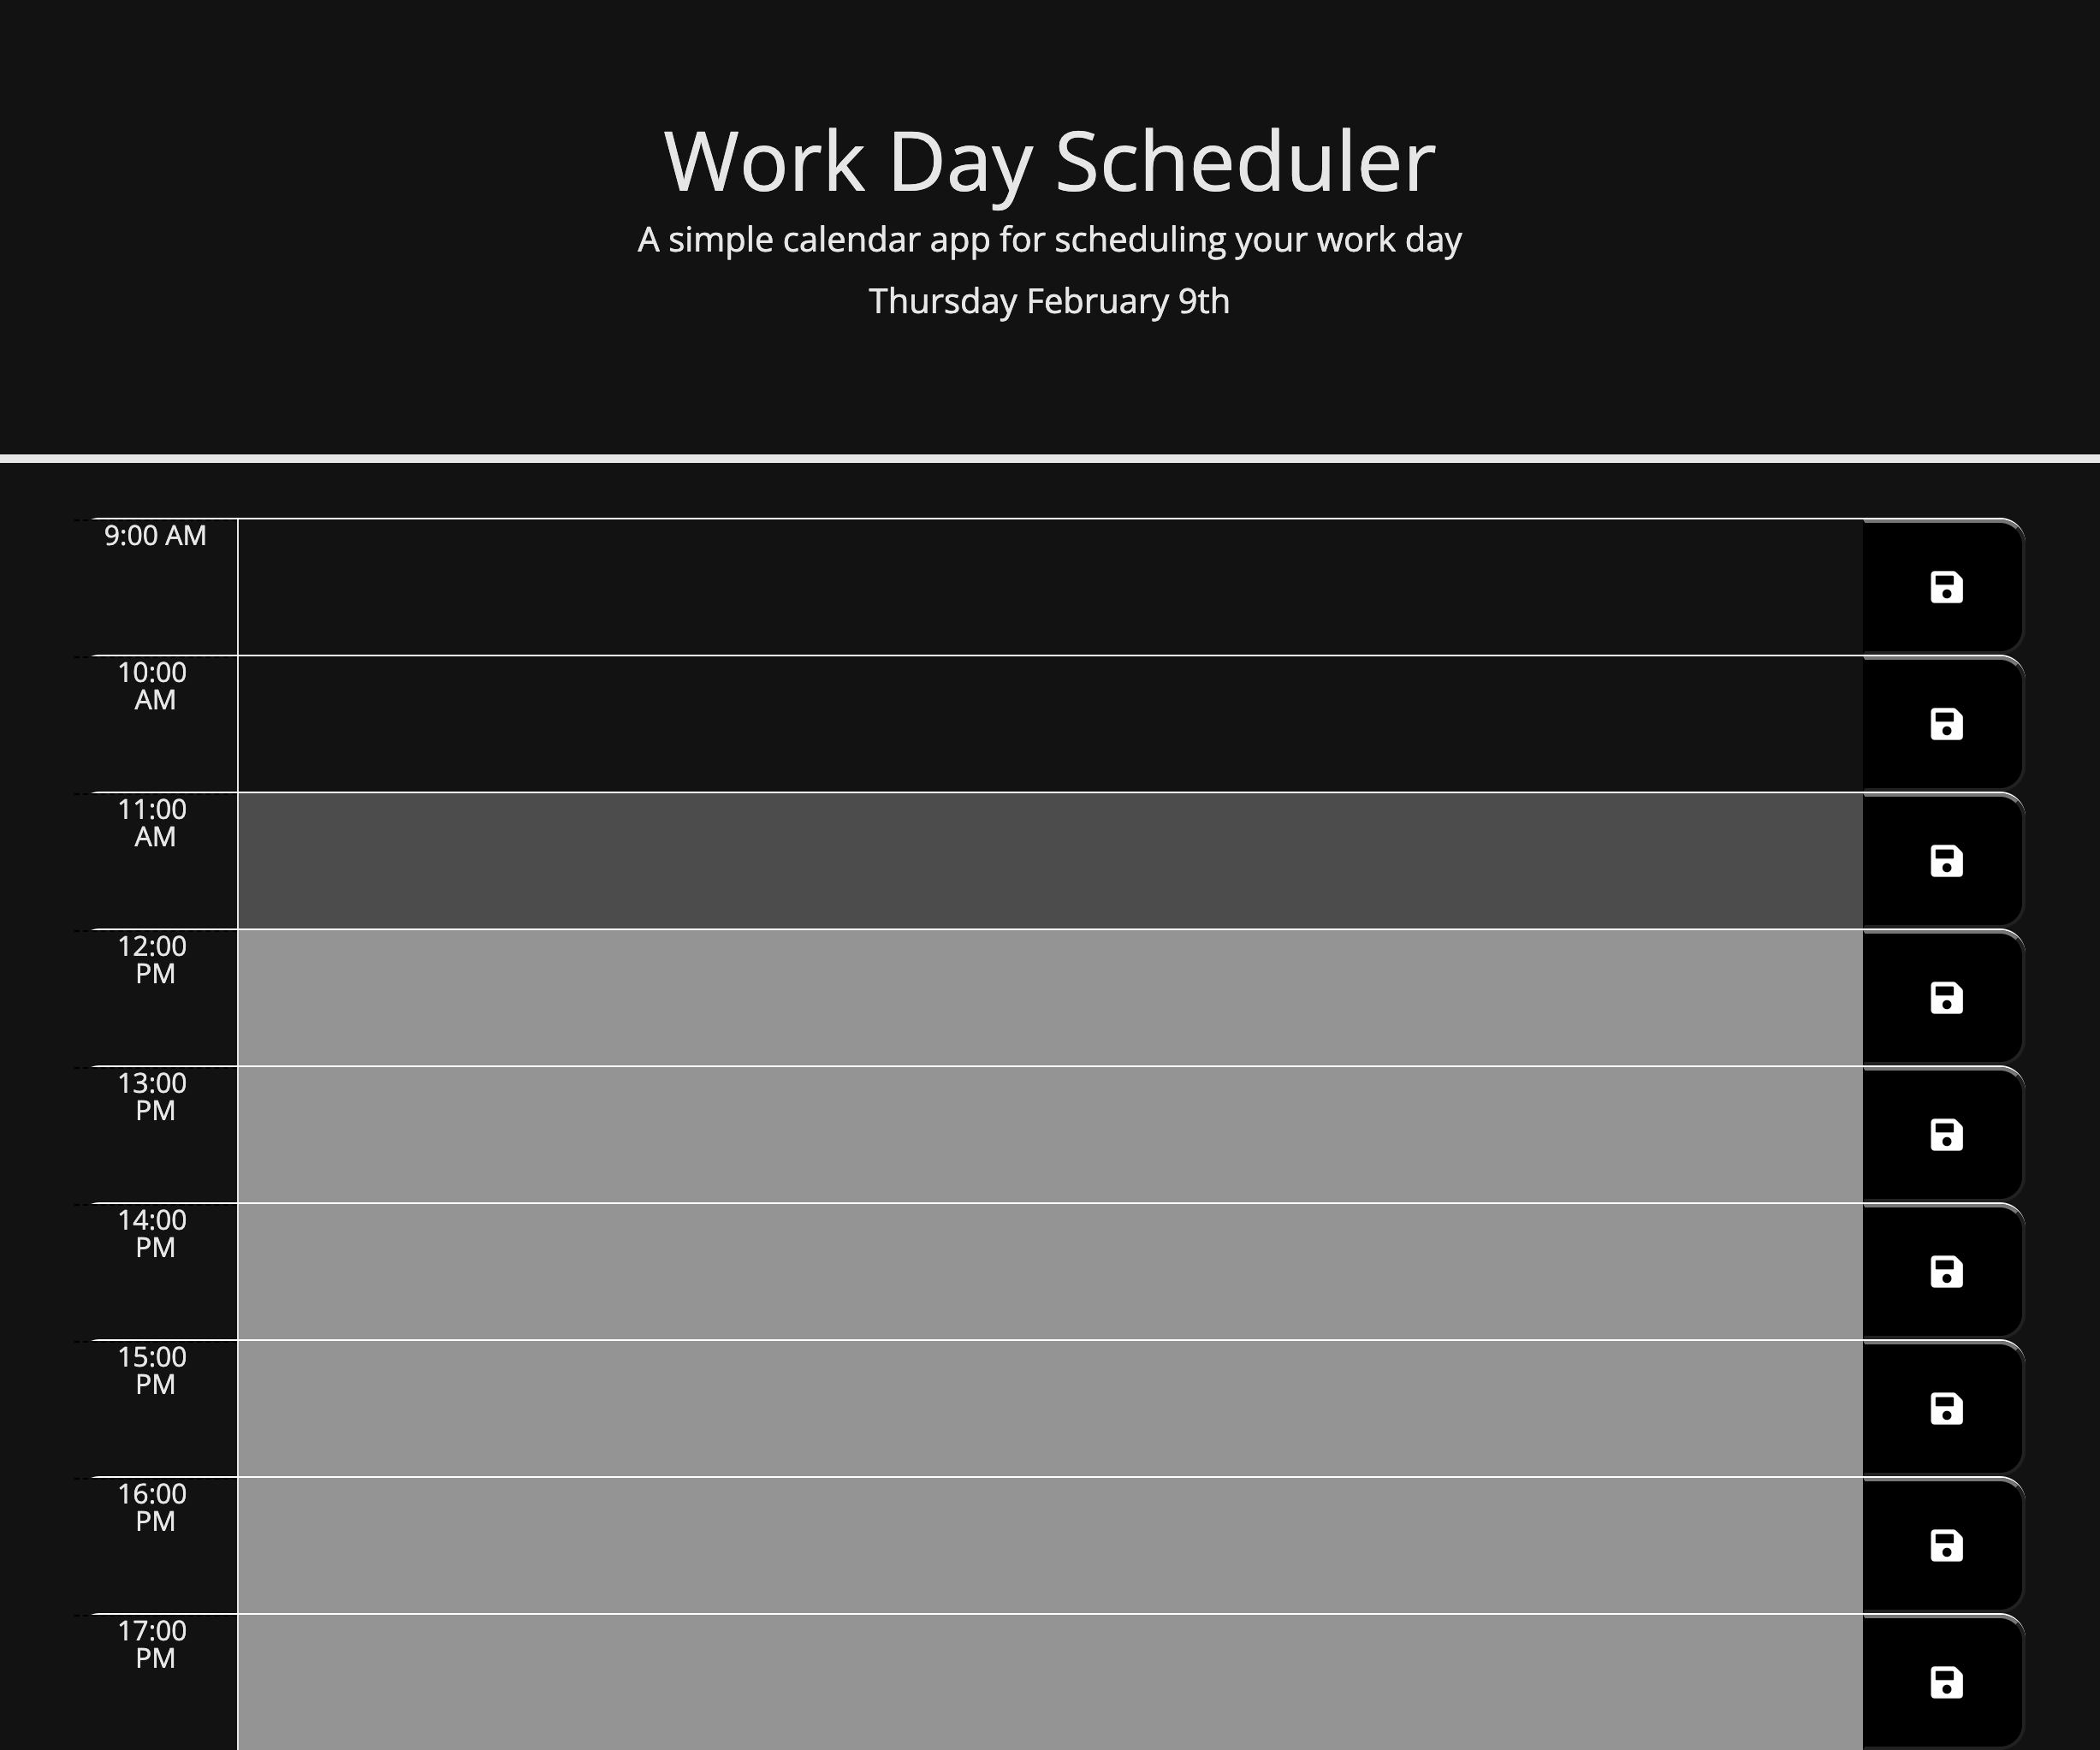 Work Day Scheduler
A simple calendar app for scheduling your work day
Thursday February 9th
9:00 AM
10:00
AM
11:00
AM
12:00
PM
13:00
PM
14:00
PM
15:00
PM
16:00
PM
17:00
PM